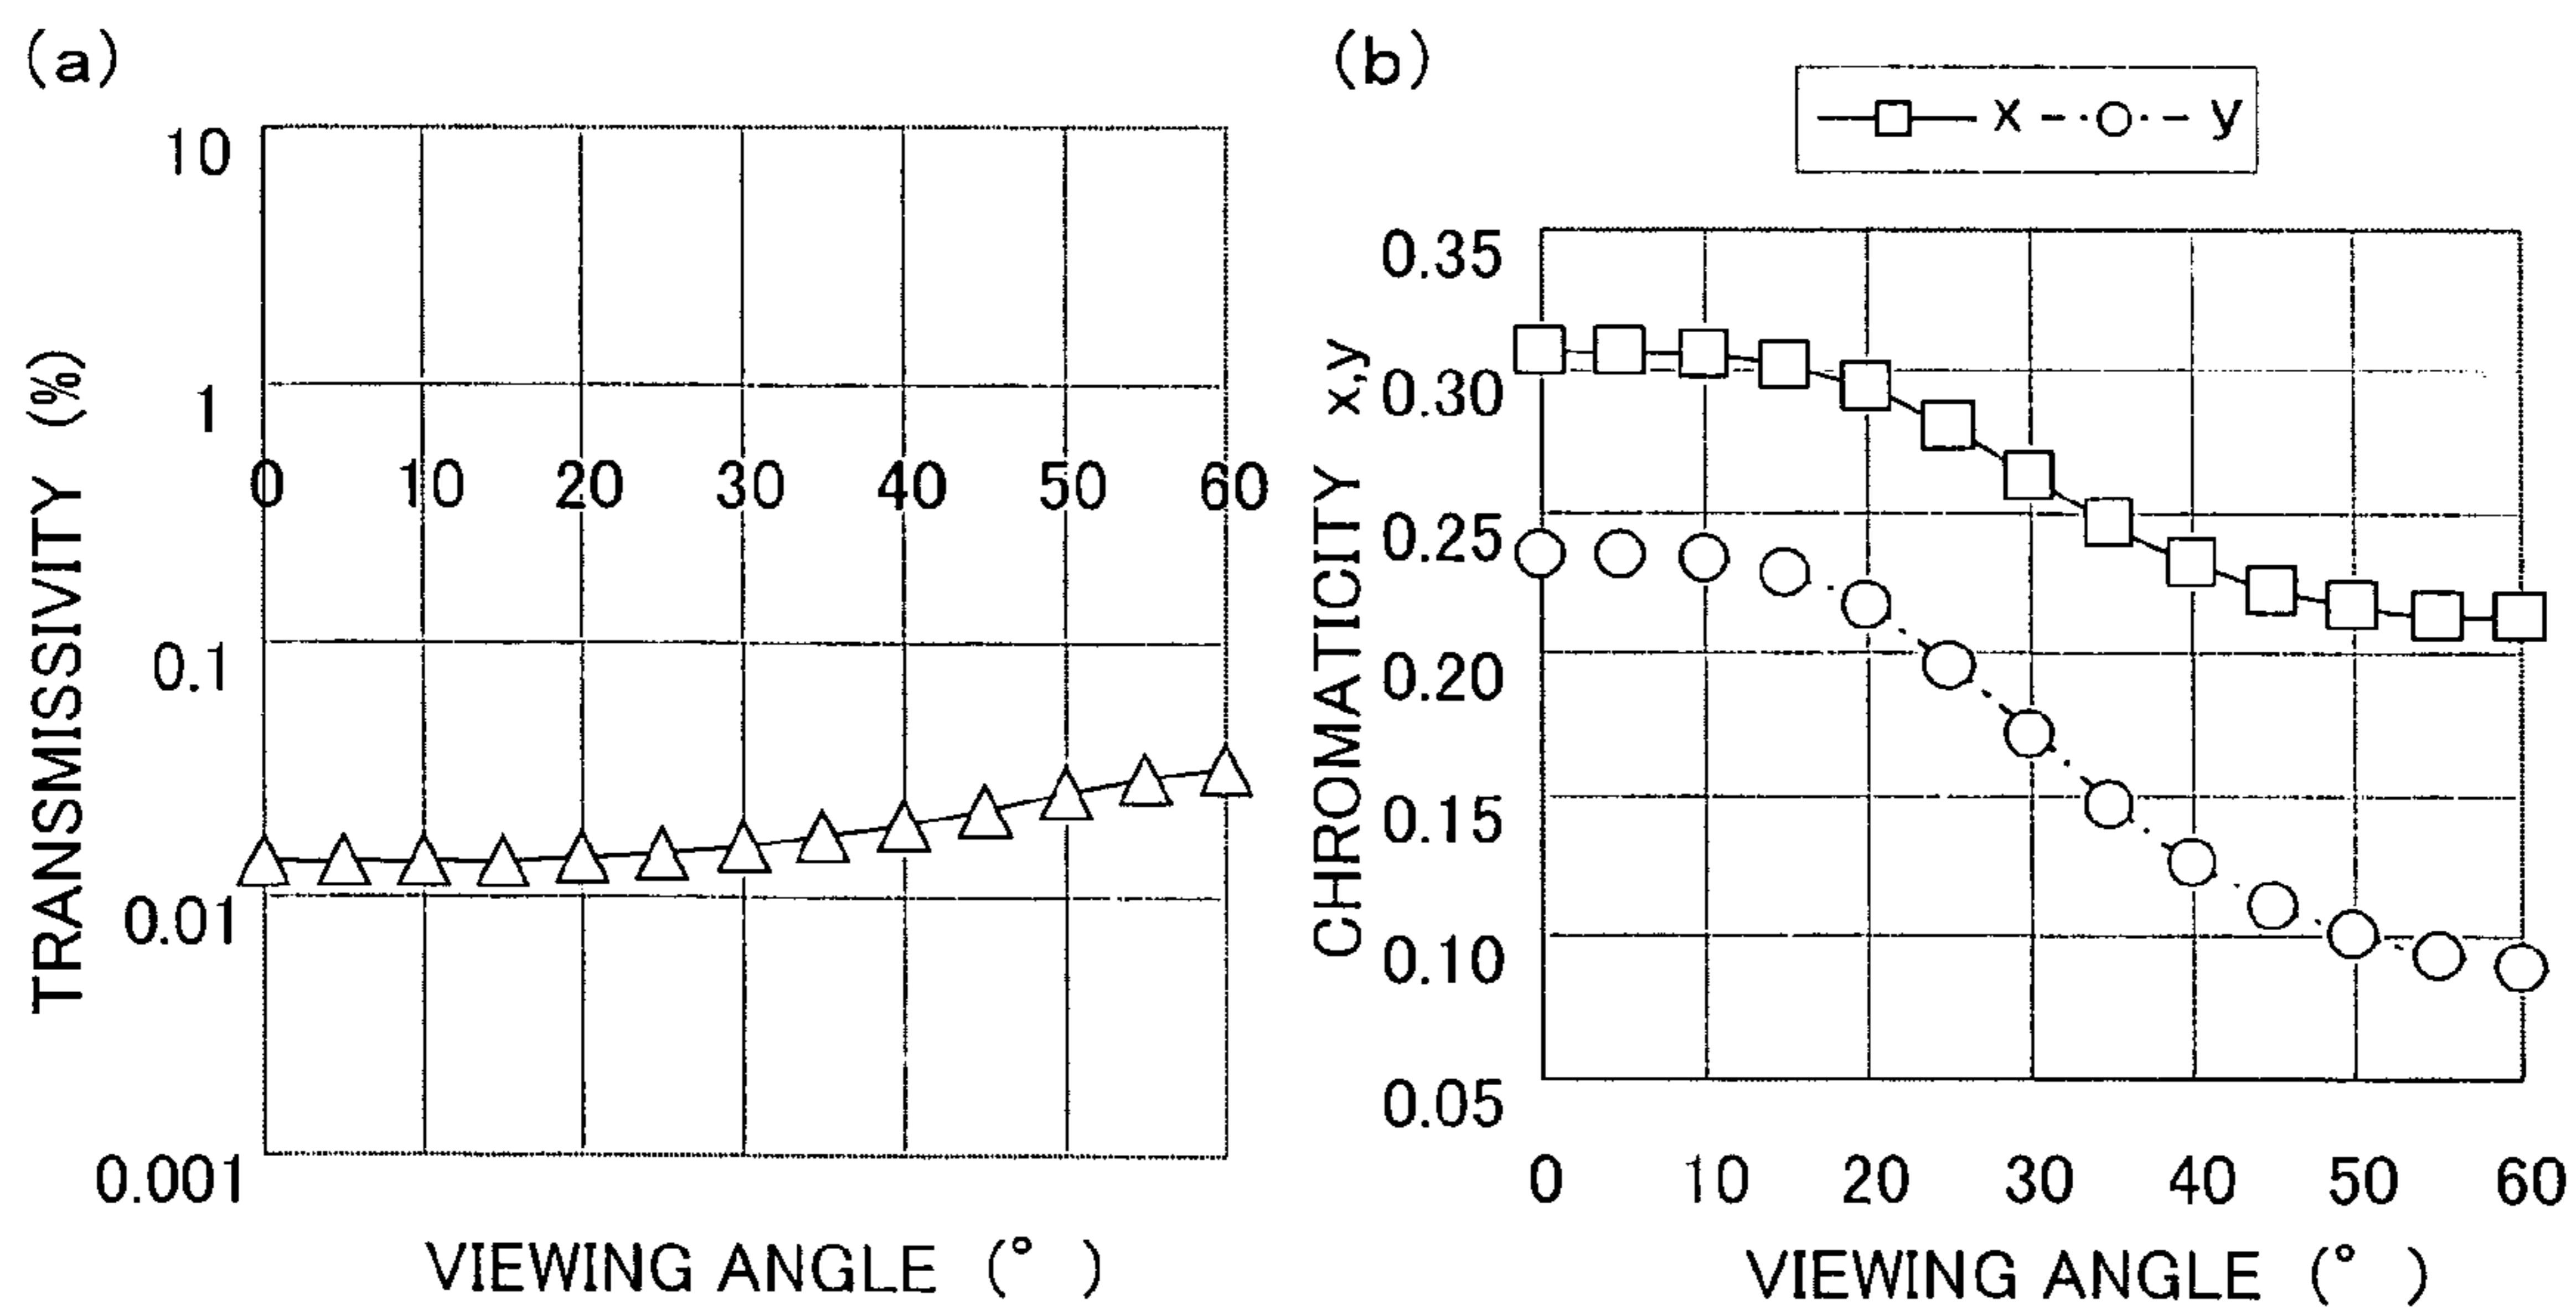 (a)
10
1
0 10 20 30 40 50 60
0.1
0.01
0.001
TRANSMISSIVITY (%)
VIEWING ANGLE (°)
(b)
x y
0.35
0.30
0.25
0.20
0.15
0.10
0.05
CHROMATICITY x,y
0 10 20 30 40 50 60
VIEWING ANGLE (°)